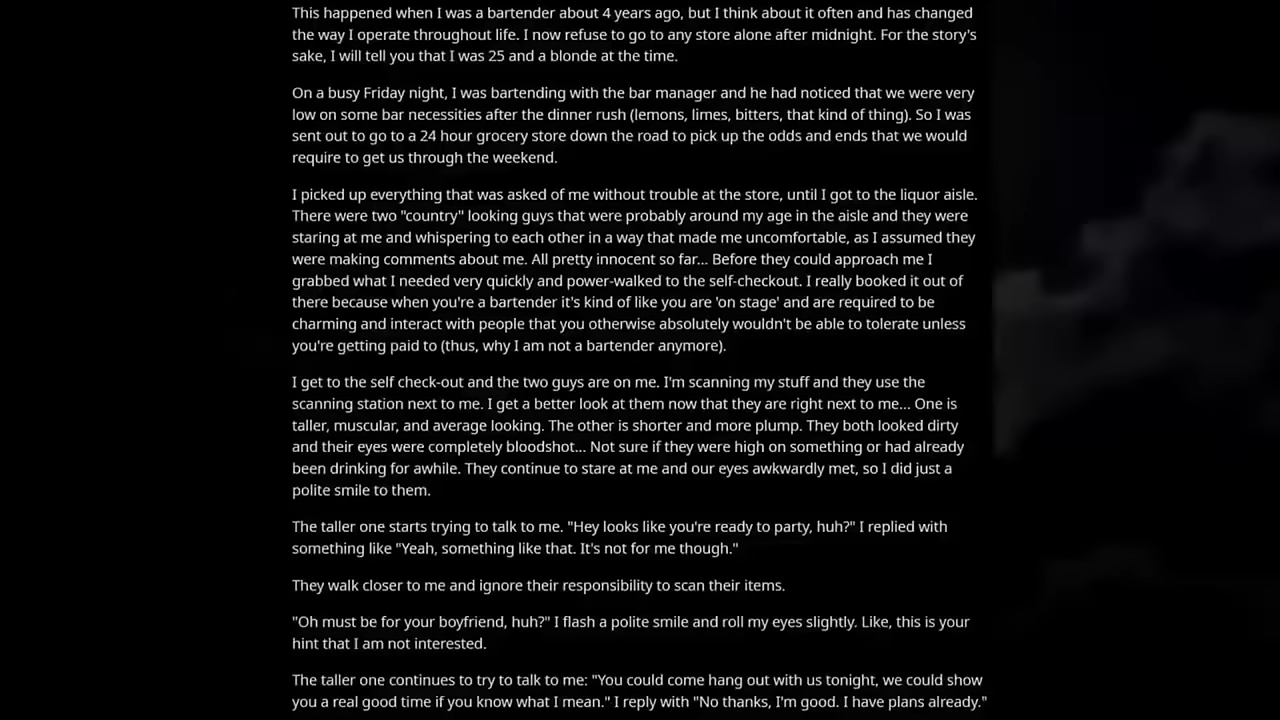 This happened when I was a bartender about 4 years ago, but I think about it often and has changed
the way I operate throughout life. I now refuse to go to any store alone after midnight. For the story's
sake, I will tell you that I was 25 and a blonde at the time.
On a busy Friday night, I was bartending with the bar manager and he had noticed that we were very
low on some bar necessities after the dinner rush (lemons, limes, bitters, that kind of thing). So I was
sent out to go to a 24 hour grocery store down the road to pick up the odds and ends that we would
require to get us through the weekend.
I picked up everything that was asked of me without trouble at the store, until I got to the liquor aisle.
There were two "country" looking guys that were probably around my age in the aisle and they were
staring at me and whispering to each other in a way that made me uncomfortable, as I assumed they
were making comments about me. All pretty innocent so far... Before they could approach me I
grabbed what I needed very quickly and power-walked to the self-checkout. I really booked it out of
there because when you're a bartender it's kind of like you are 'on stage' and are required to be
charming and interact with people that you otherwise absolutely wouldn't be able to tolerate unless
you're getting paid to (thus, why I am not a bartender anymore).
I get to the self check-out and the two guys are on me. I'm scanning my stuff and they use the
scanning station next to me. I get a better look at them now that they are right next to me... One is
taller, muscular, and average looking. The other is shorter and more plump. They both looked dirty
and their eyes were completely bloodshot... Not sure if they were high on something or had already
been drinking for awhile. They continue to stare at me and our eyes awkwardly met, so I did just a
polite smile to them.
The taller one starts trying to talk to me. "Hey looks like you're ready to party, huh?" I replied with
something like "Yeah, something like that. It's not for me though."
They walk closer to me and ignore their responsibility to scan their items.
"Oh must be for your boyfriend, huh?" I flash a polite smile and roll my eyes slightly. Like, this is your
hint that I am not interested.
The taller one continues to try to talk to me: "You could come hang out with us tonight, we could show
you a real good time if you know what I mean." I reply with "No thanks, I'm good. I have plans already."